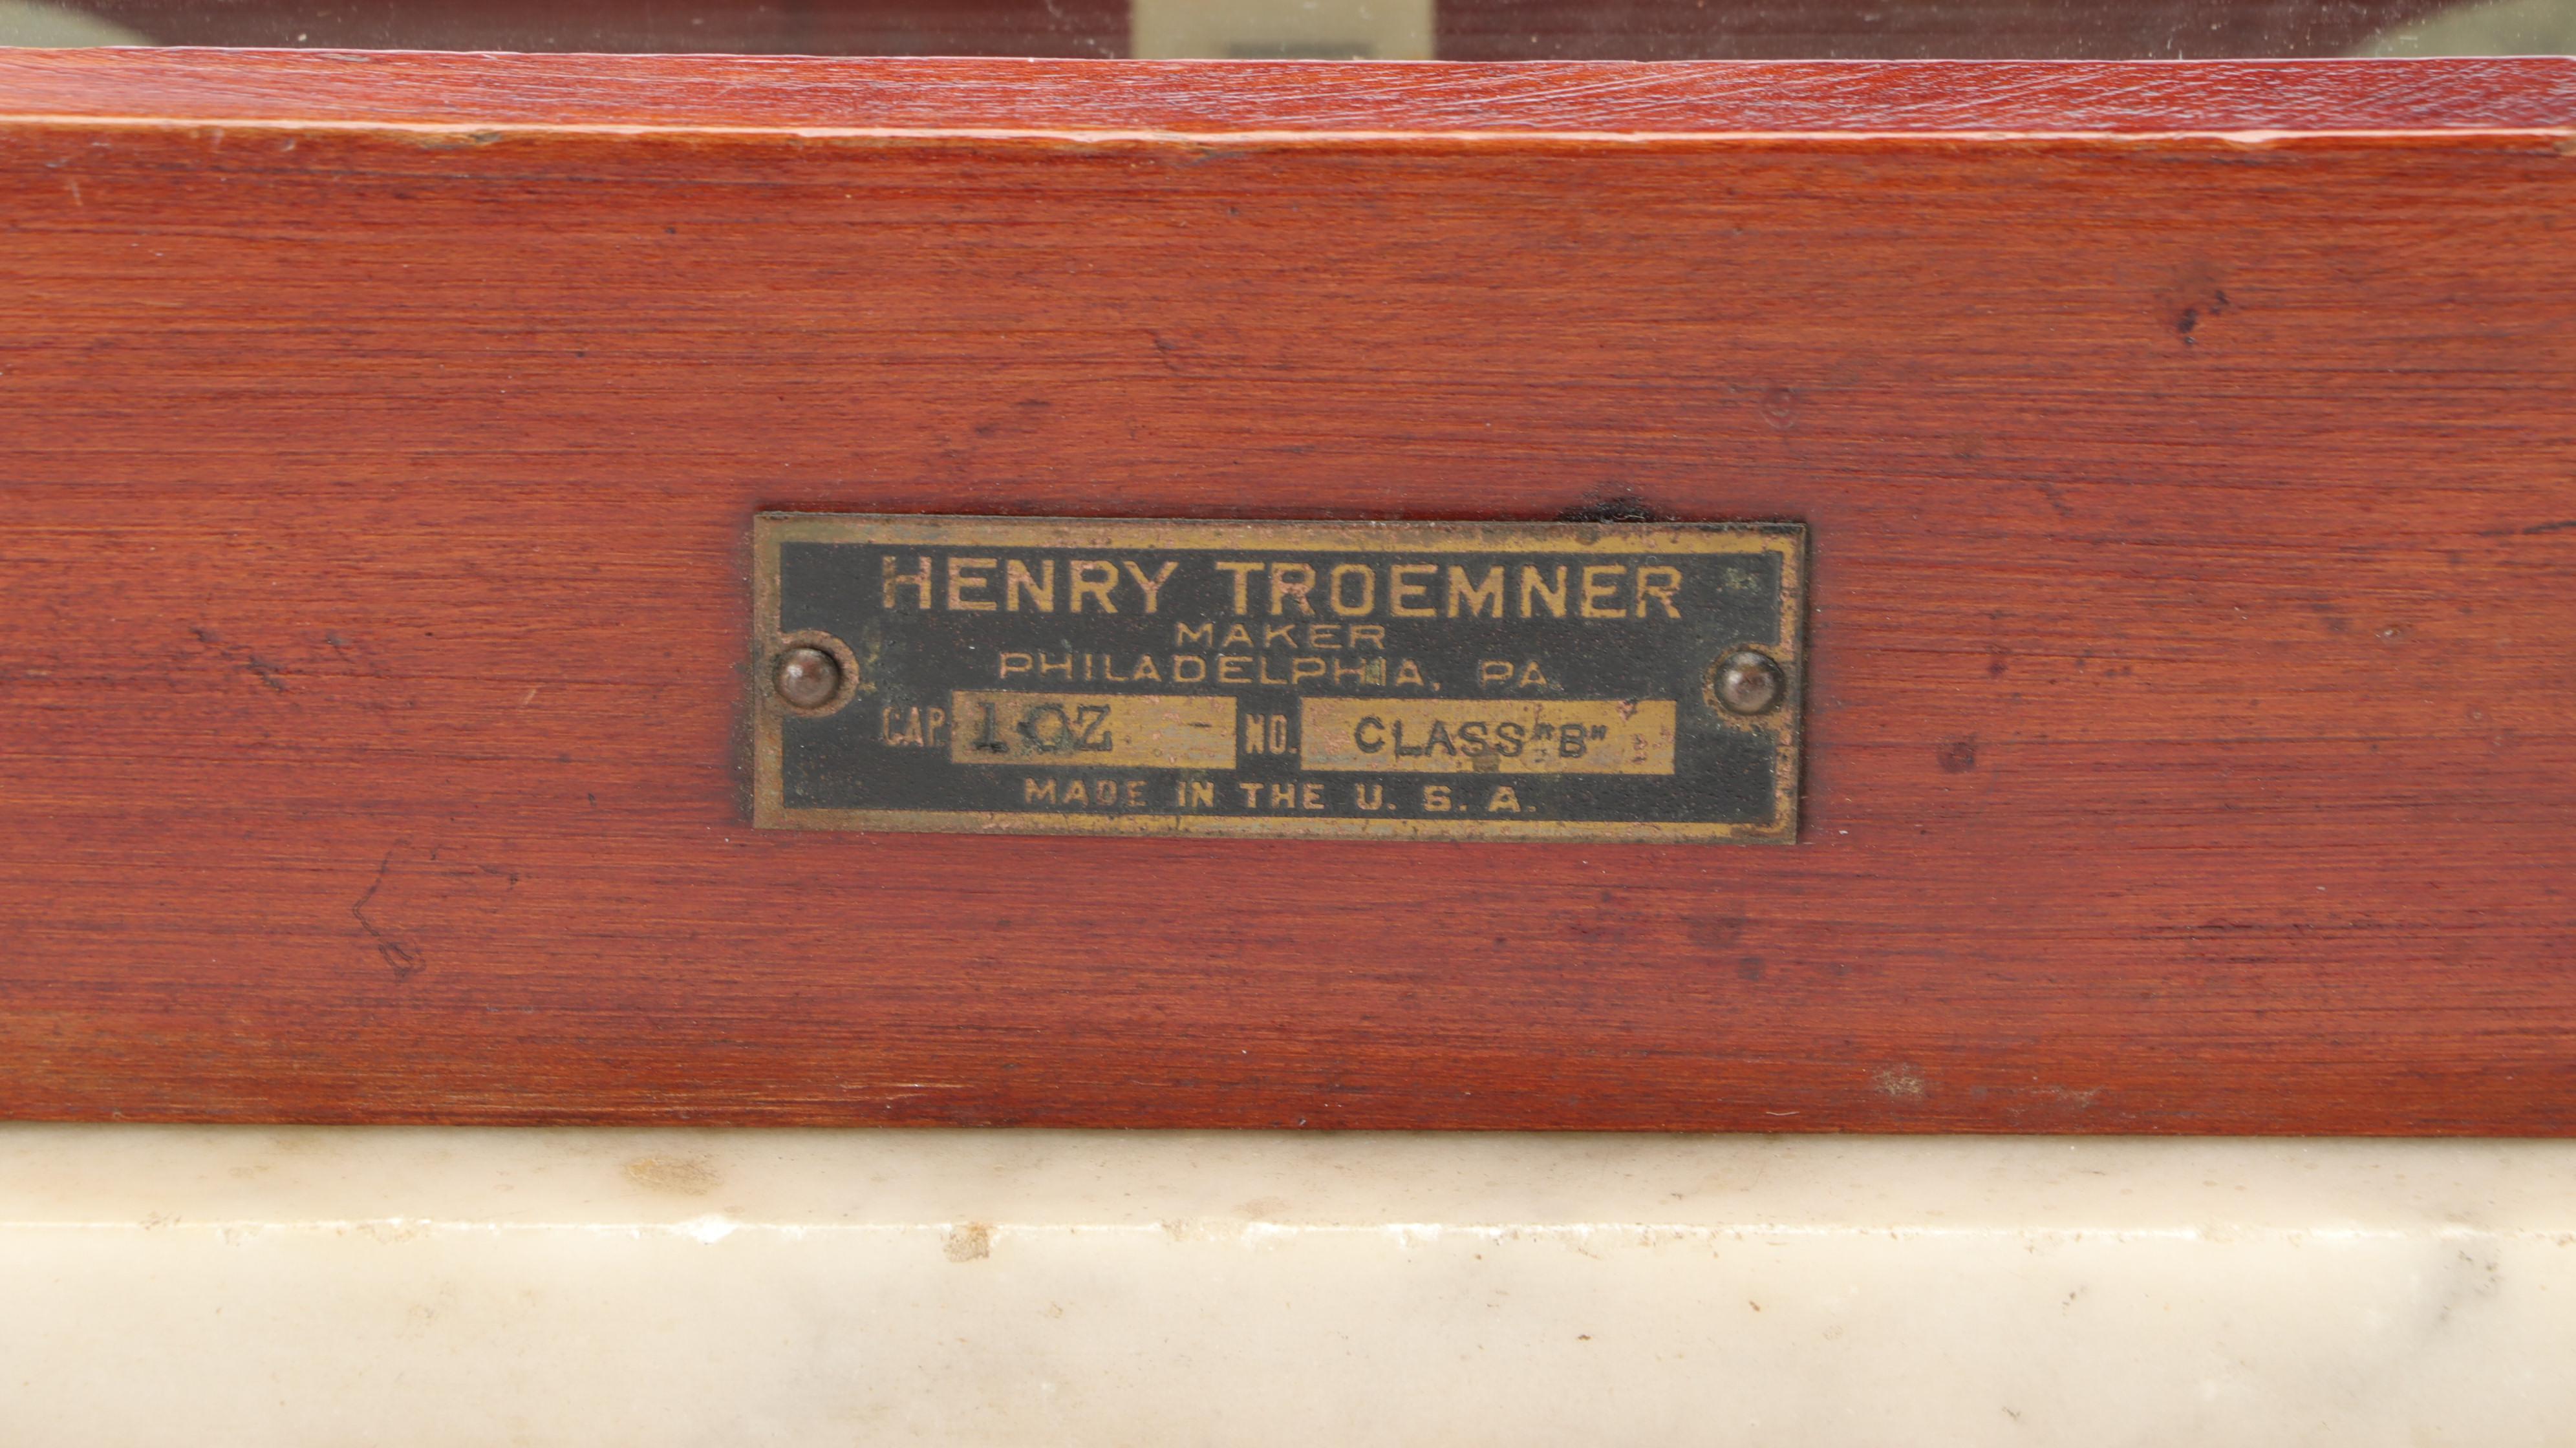 HENRY TROEMNER
MAKER
PHILADELPHIA, PA.
CAP. 1 OZ. NO. CLASS "B"
MADE IN THE U. S. A.